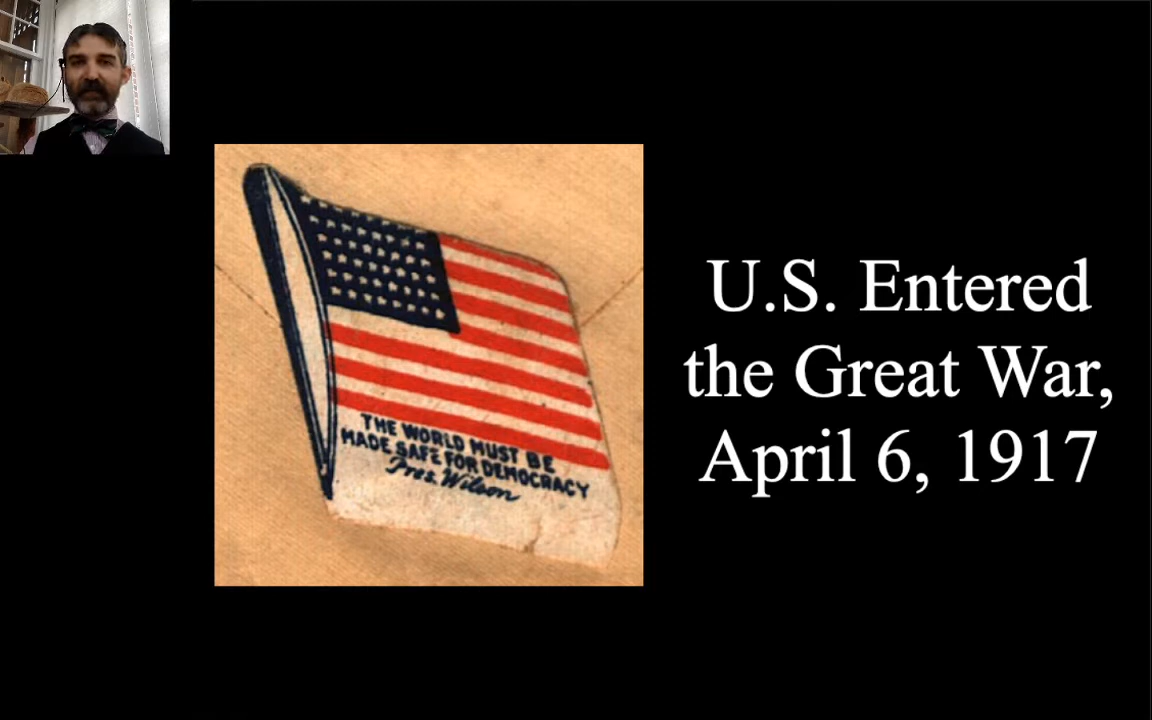 THE WORLD MUST BE
MADE SAFE FOR DEMOCRACY
Pres. Wilson
U.S. Entered
the Great War,
April 6, 1917